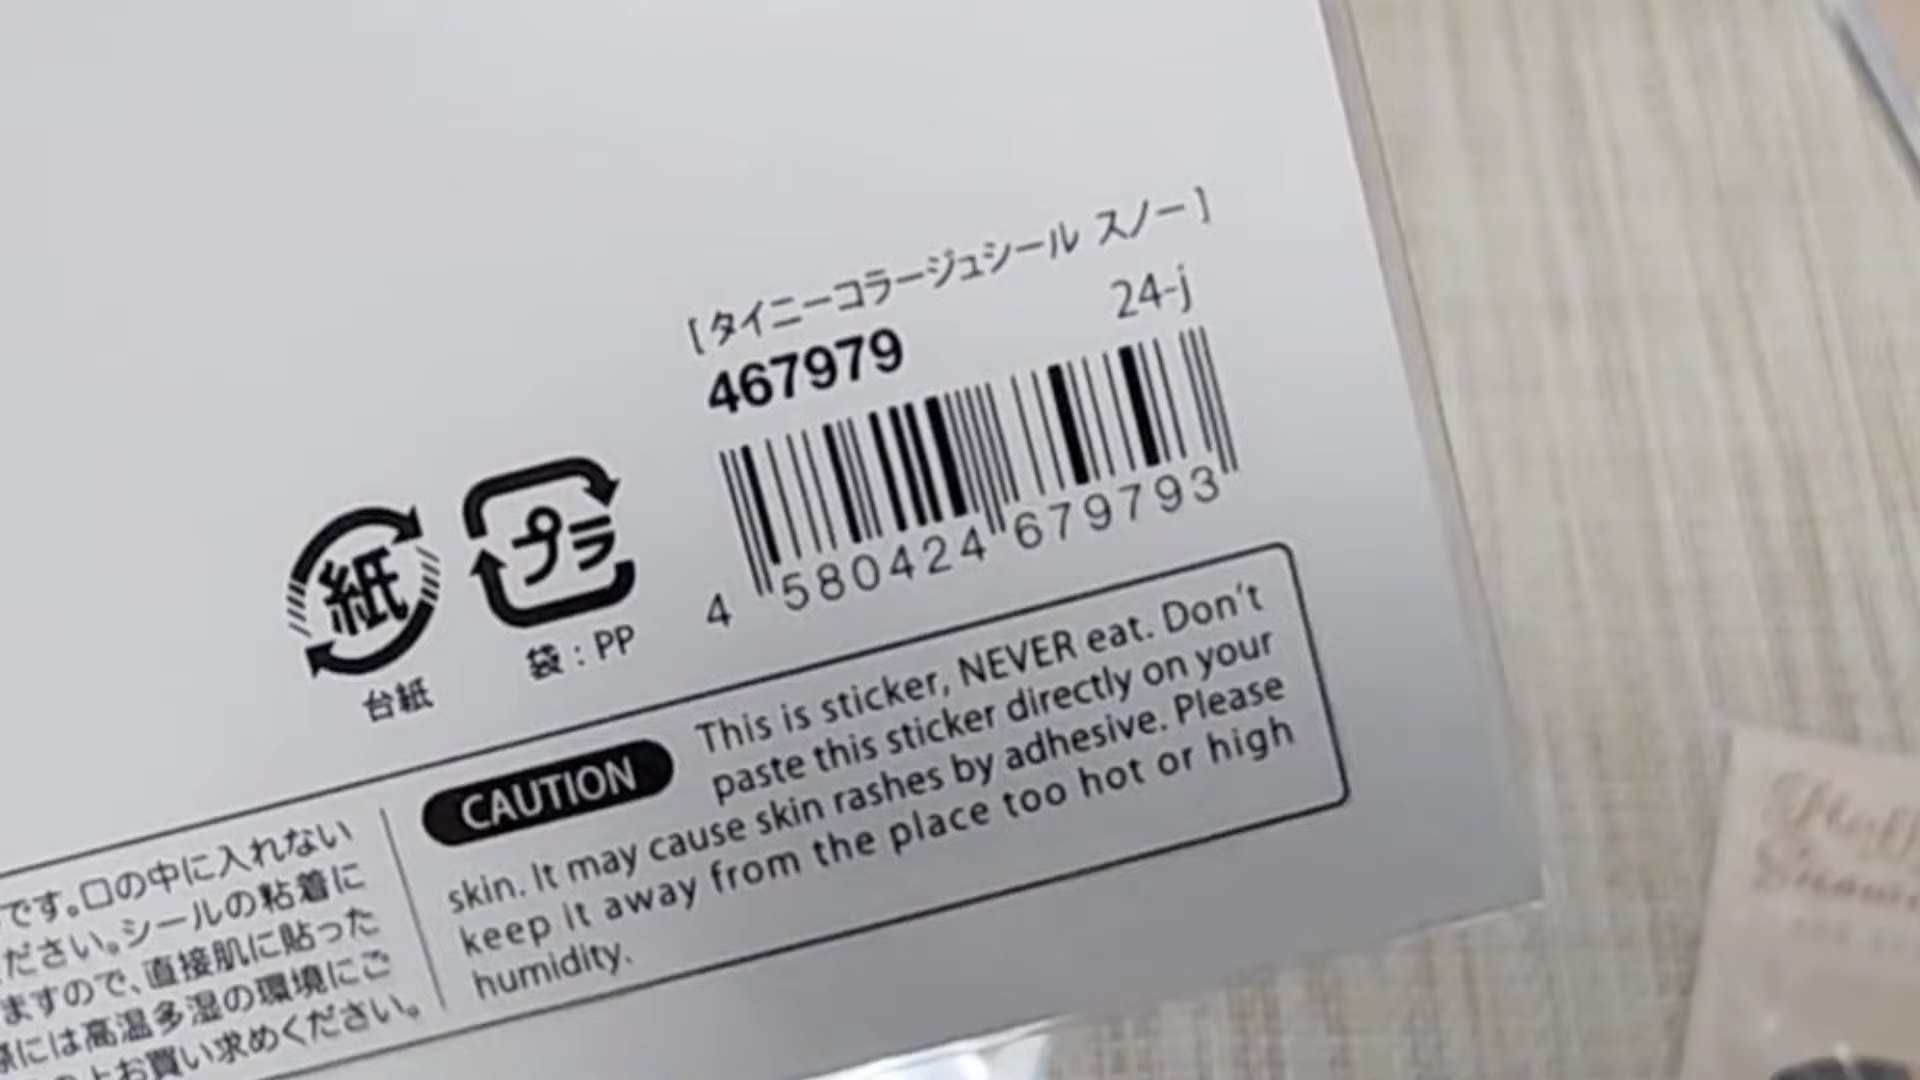 [タイニーコラージュシール スノー]
467979
24-j
4 580424 679793
紙
台紙
プラ
袋：PP
CAUTION
This is sticker, NEVER eat. Don't
paste this sticker directly on your
skin. It may cause skin rashes by adhesive. Please
keep it away from the place too hot or high
humidity.
です。口の中に入れない
ださい。シールの粘着に
ますので、直接肌に貼った
には高温多湿の環境にご
お買い求めください。